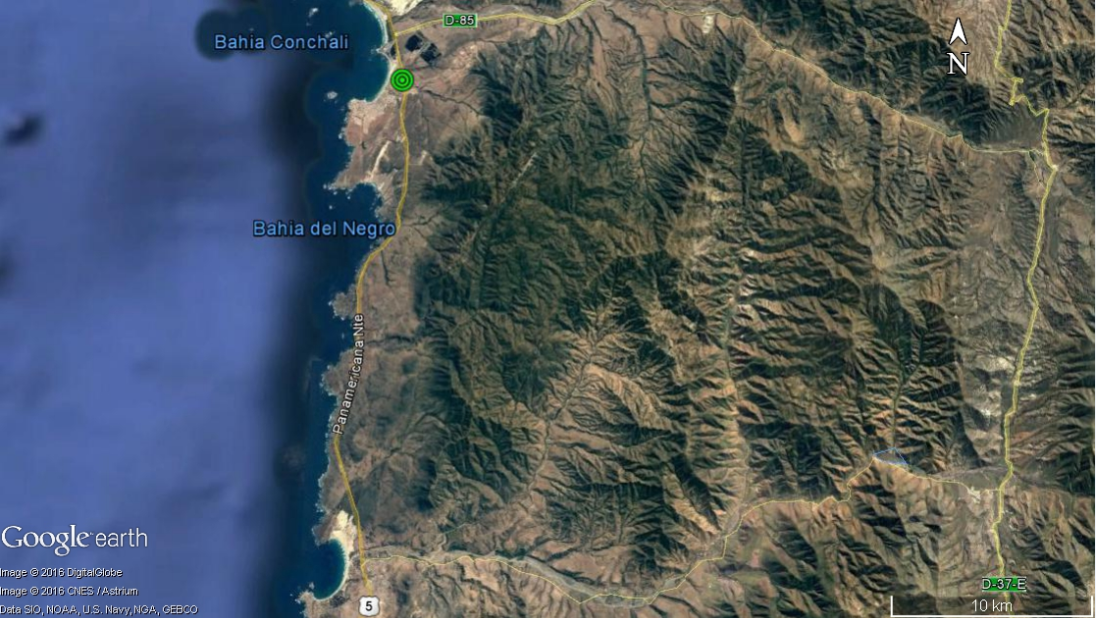 D-85
Bahia Conchali
N
Bahia del Negro
Panamericana Nte
Google earth
Image © 2016 DigitalGlobe
Image © 2016 CNES / Astrium
Data SIO, NOAA, U.S. Navy, NGA, GEBCO
5
D-37-E
10 km